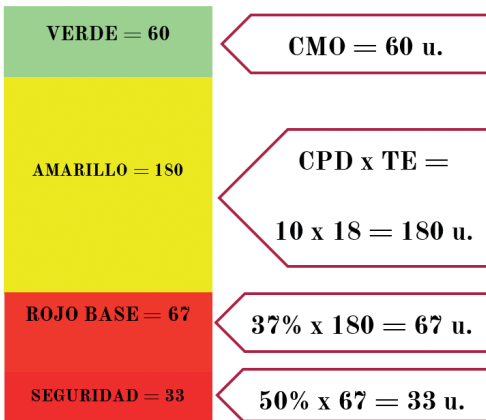 VERDE = 60
CMO = 60 u.
AMARILLO = 180
CPD x TE =
10 x 18 = 180 u.
ROJO BASE = 67
37% x 180 = 67 u.
SEGURIDAD = 33
50% x 67 = 33 u.